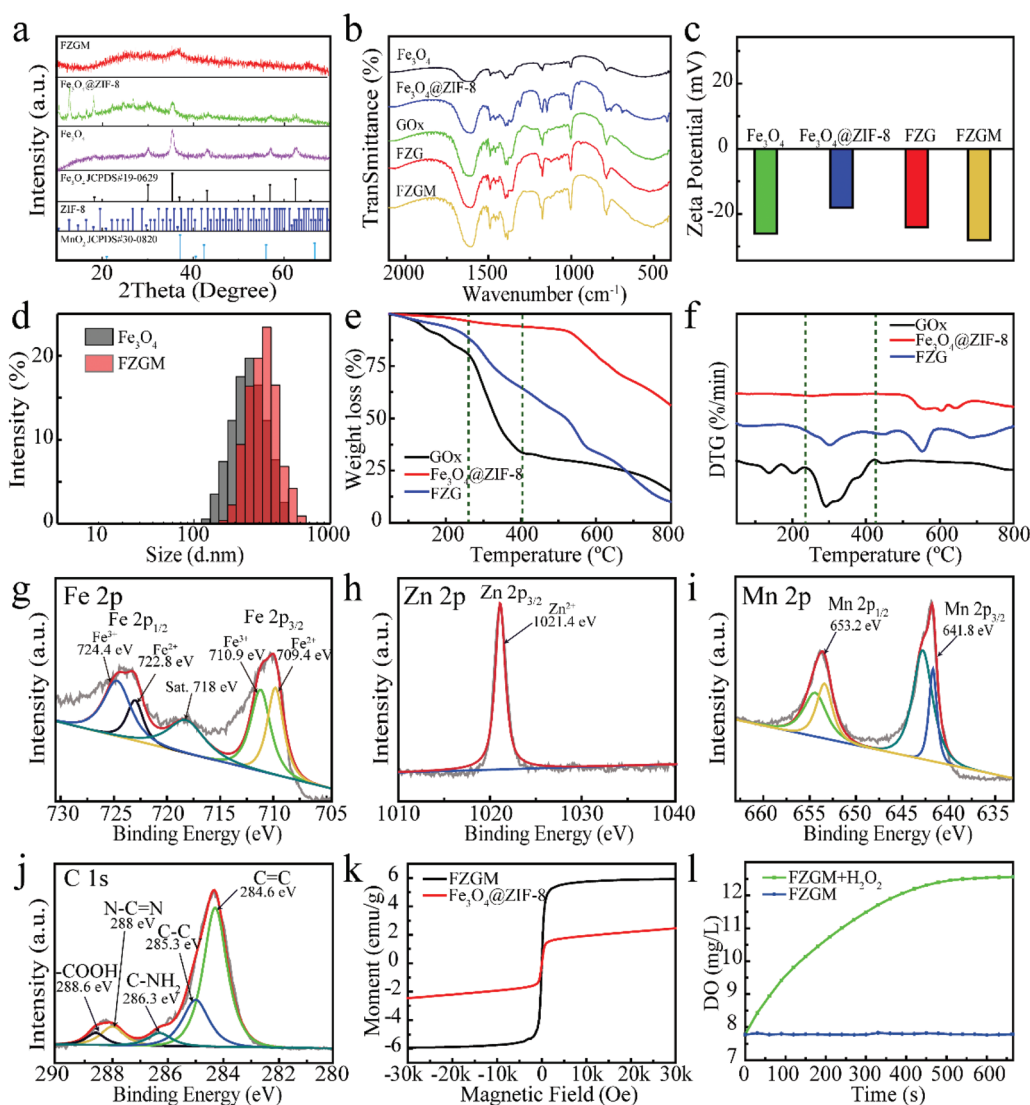 a
FZGM
Fe₃O₄@ZIF-8
Fe₃O₄
Fe₃O₄ JCPDS#19-0629
ZIF-8
MnO₂ JCPDS#30-0820
Intensity (a.u.)
20 40 60
2Theta (Degree)
b
Fe₃O₄
Fe₃O₄@ZIF-8
GOx
FZG
FZGM
TranSmittance (%)
2000 1500 1000 500
Wavenumber (cm⁻¹)
c
Fe₃O₄ Fe₃O₄@ZIF-8 FZG FZGM
Zeta Potential (mV)
20
0
-20
d
Fe₃O₄
FZGM
Intensity (%)
20
10
0
10 100 1000
Size (d.nm)
e
GOx
Fe₃O₄@ZIF-8
FZG
Weight loss (%)
75
50
25
0
200 400 600 800
Temperature (ºC)
f
GOx
Fe₃O₄@ZIF-8
FZG
DTG (%/min)
200 400 600 800
Temperature (ºC)
g
Fe 2p
Fe 2p₁/₂
Fe³⁺
724.4 eV
Fe²⁺
722.8 eV
Sat. 718 eV
Fe 2p₃/₂
Fe³⁺
710.9 eV
Fe²⁺
709.4 eV
Intensity (a.u.)
730 725 720 715 710 705
Binding Energy (eV)
h
Zn 2p
Zn 2p₃/₂
Zn²⁺
1021.4 eV
Intensity (a.u.)
1010 1020 1030 1040
Binding Energy (eV)
i
Mn 2p
Mn 2p₁/₂
653.2 eV
Mn 2p₃/₂
641.8 eV
Intensity (a.u.)
660 655 650 645 640 635
Binding Energy (eV)
j
C 1s
C=C
284.6 eV
N-C=N
288 eV
C-C
285.3 eV
-COOH
288.6 eV
C-NH₂
286.3 eV
Intensity (a.u.)
290 288 286 284 282 280
Binding Energy (eV)
k
FZGM
Fe₃O₄@ZIF-8
Moment (emu/g)
6
4
2
0
-2
-4
-6
-30k -20k -10k 0 10k 20k 30k
Magnetic Field (Oe)
l
FZGM+H₂O₂
FZGM
DO (mg/L)
12
11
10
9
8
7
0 100 200 300 400 500 600
Time (s)